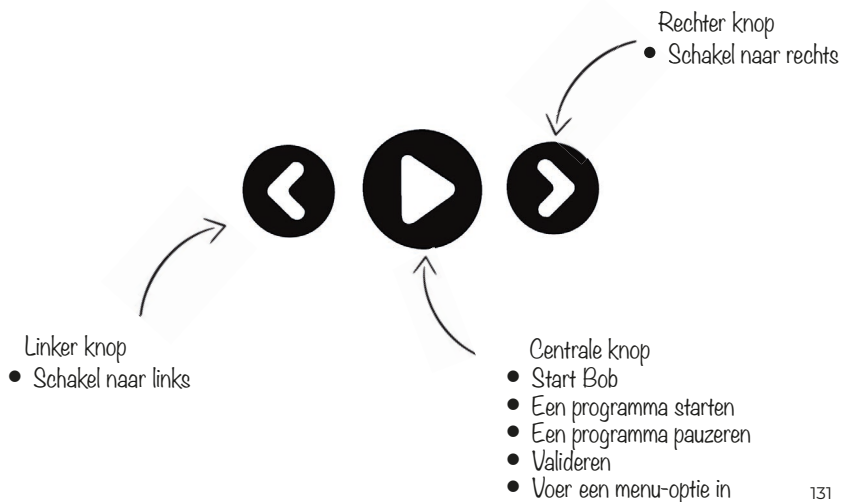 Rechter knop
• Schakel naar rechts
Linker knop
• Schakel naar links
Centrale knop
• Start Bob
• Een programma starten
• Een programma pauzeren
• Valideren
• Voer een menu-optie in
131